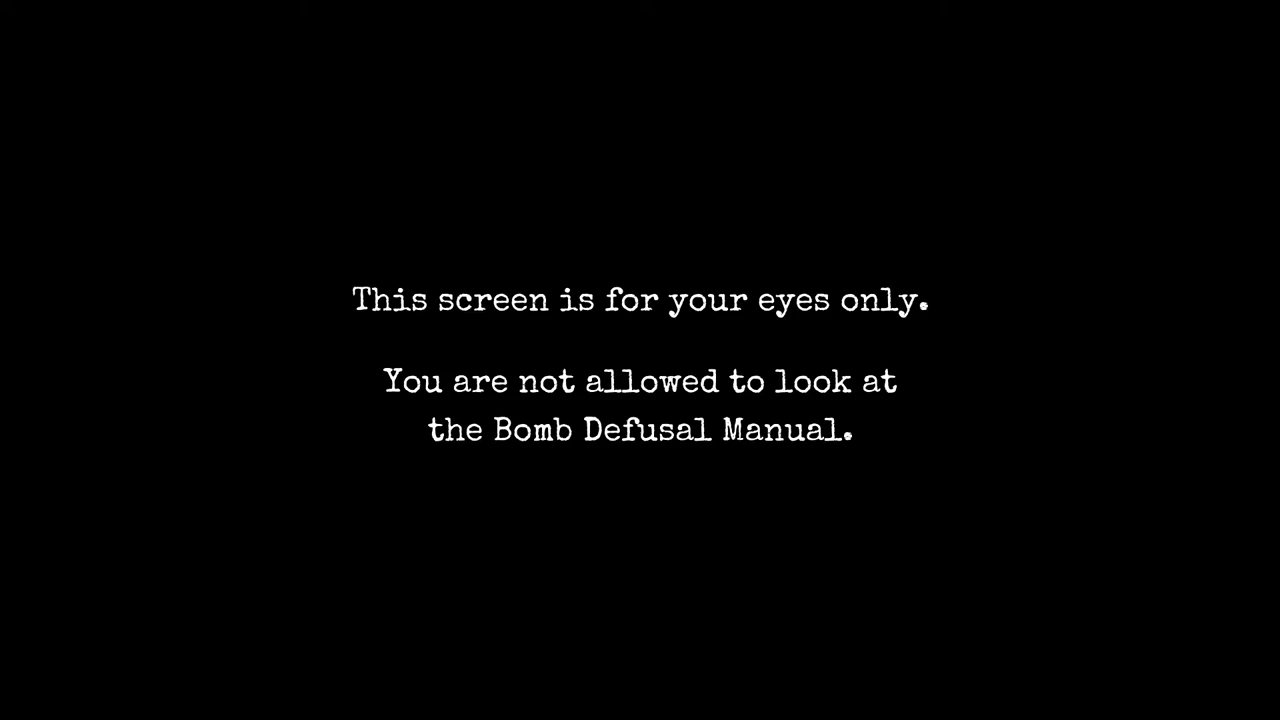 This screen is for your eyes only.
You are not allowed to look at
the Bomb Defusal Manual.